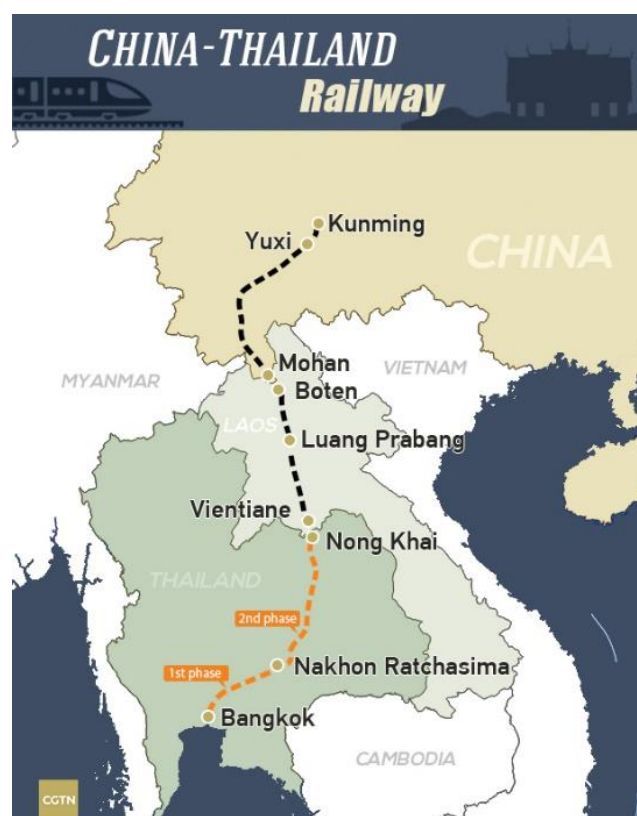 CHINA-THAILAND
Railway
Kunming
Yuxi
CHINA
Mohan
MYANMAR
VIETNAM
Boten
LAOS
Luang Prabang
Vientiane
Nong Khai
THAILAND
2nd phase
Nakhon Ratchasima
1st phase
Bangkok
CAMBODIA
CGTN